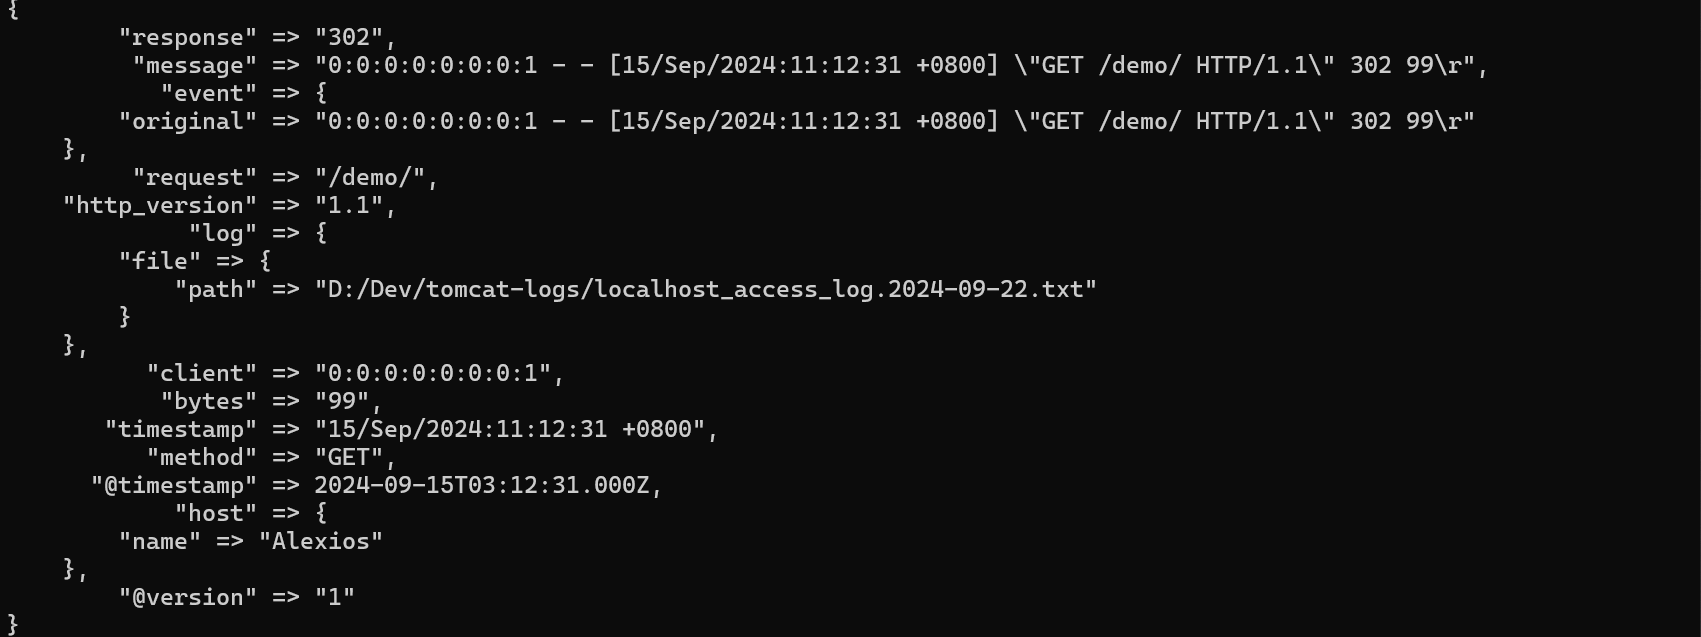 {
        "response" => "302",
         "message" => "0:0:0:0:0:0:0:1 - - [15/Sep/2024:11:12:31 +0800] \"GET /demo/ HTTP/1.1\" 302 99\r",
           "event" => {
        "original" => "0:0:0:0:0:0:0:1 - - [15/Sep/2024:11:12:31 +0800] \"GET /demo/ HTTP/1.1\" 302 99\r"
    },
         "request" => "/demo/",
    "http_version" => "1.1",
             "log" => {
        "file" => {
            "path" => "D:/Dev/tomcat-logs/localhost_access_log.2024-09-22.txt"
        }
    },
          "client" => "0:0:0:0:0:0:0:1",
           "bytes" => "99",
       "timestamp" => "15/Sep/2024:11:12:31 +0800",
          "method" => "GET",
      "@timestamp" => 2024-09-15T03:12:31.000Z,
            "host" => {
        "name" => "Alexios"
    },
        "@version" => "1"
}